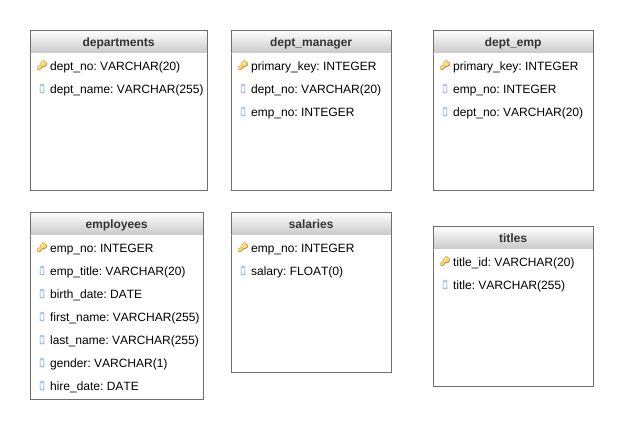 departments
dept_no: VARCHAR(20)
dept_name: VARCHAR(255)
dept_manager
primary_key: INTEGER
dept_no: VARCHAR(20)
emp_no: INTEGER
dept_emp
primary_key: INTEGER
emp_no: INTEGER
dept_no: VARCHAR(20)
employees
emp_no: INTEGER
emp_title: VARCHAR(20)
birth_date: DATE
first_name: VARCHAR(255)
last_name: VARCHAR(255)
gender: VARCHAR(1)
hire_date: DATE
salaries
emp_no: INTEGER
salary: FLOAT(0)
titles
title_id: VARCHAR(20)
title: VARCHAR(255)